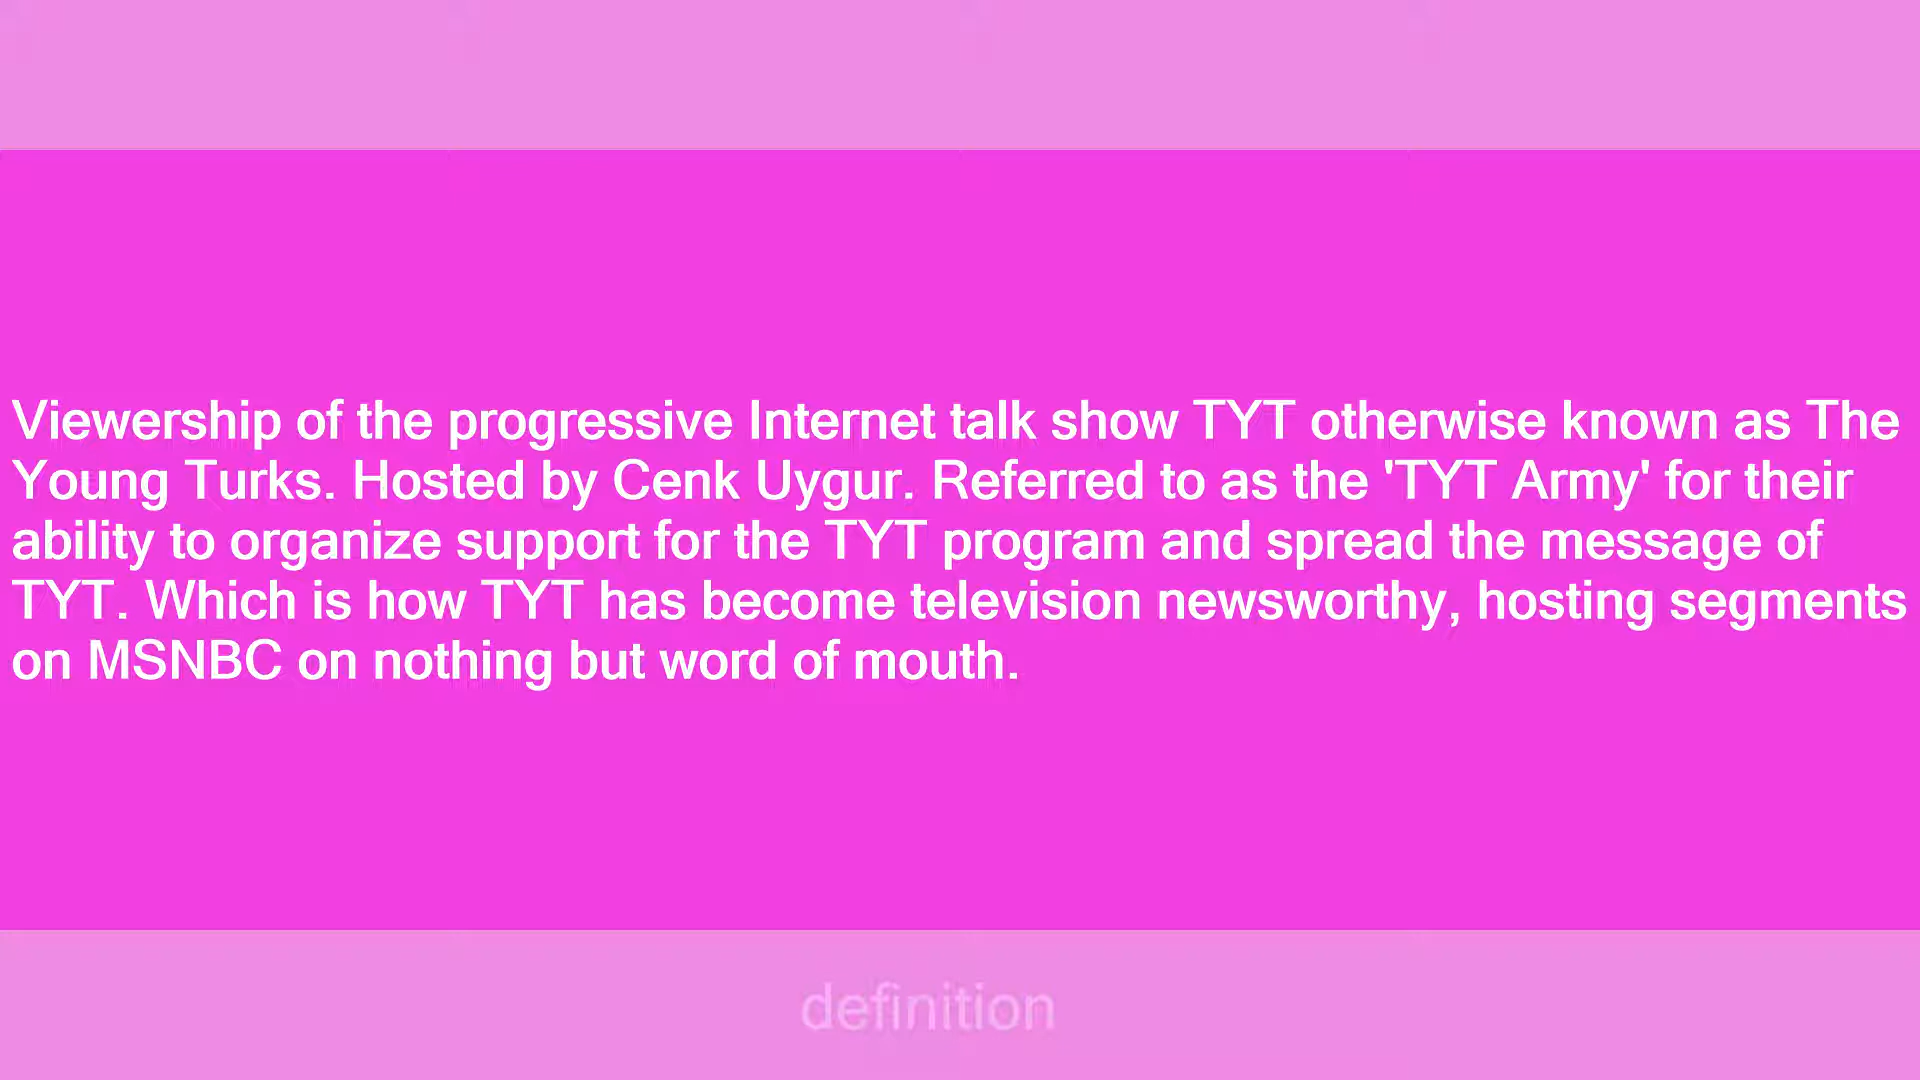 Viewership of the progressive Internet talk show TYT otherwise known as The
Young Turks. Hosted by Cenk Uygur. Referred to as the 'TYT Army' for their
ability to organize support for the TYT program and spread the message of
TYT. Which is how TYT has become television newsworthy, hosting segments
on MSNBC on nothing but word of mouth.
definition